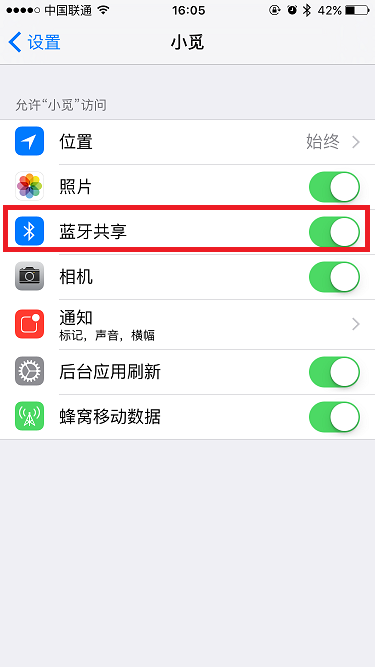 中国联通 16:05 42%
设置 小觅
允许“小觅”访问
位置 始终
照片
蓝牙共享
相机
通知
标记，声音，横幅
后台应用刷新
蜂窝移动数据